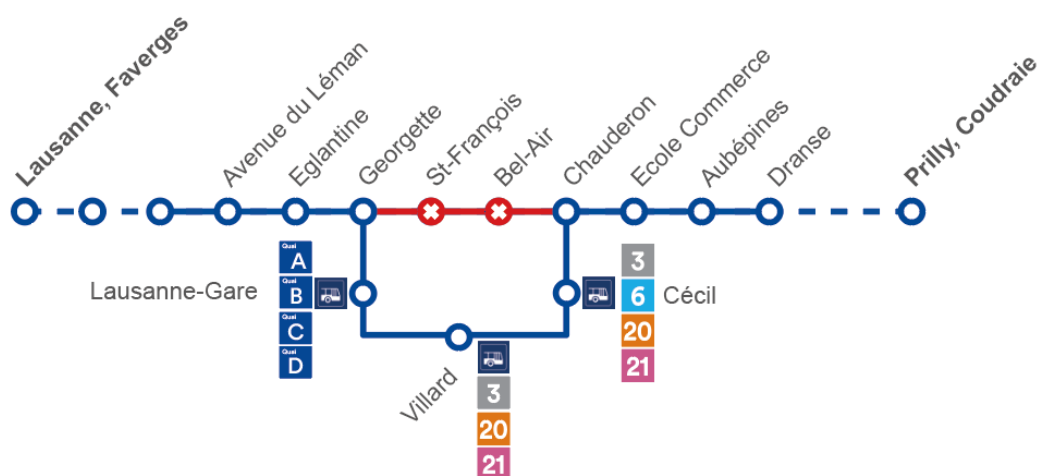 Lausanne, Faverges
Avenue du Léman
Eglantine
Georgette
St-François
Bel-Air
Chauderon
Ecole Commerce
Aubépines
Dranse
Prilly, Coudraie
Lausanne-Gare
Quai
A
Quai
B
Quai
C
Quai
D
Villard
3
20
21
3
6
20
21
Cécil